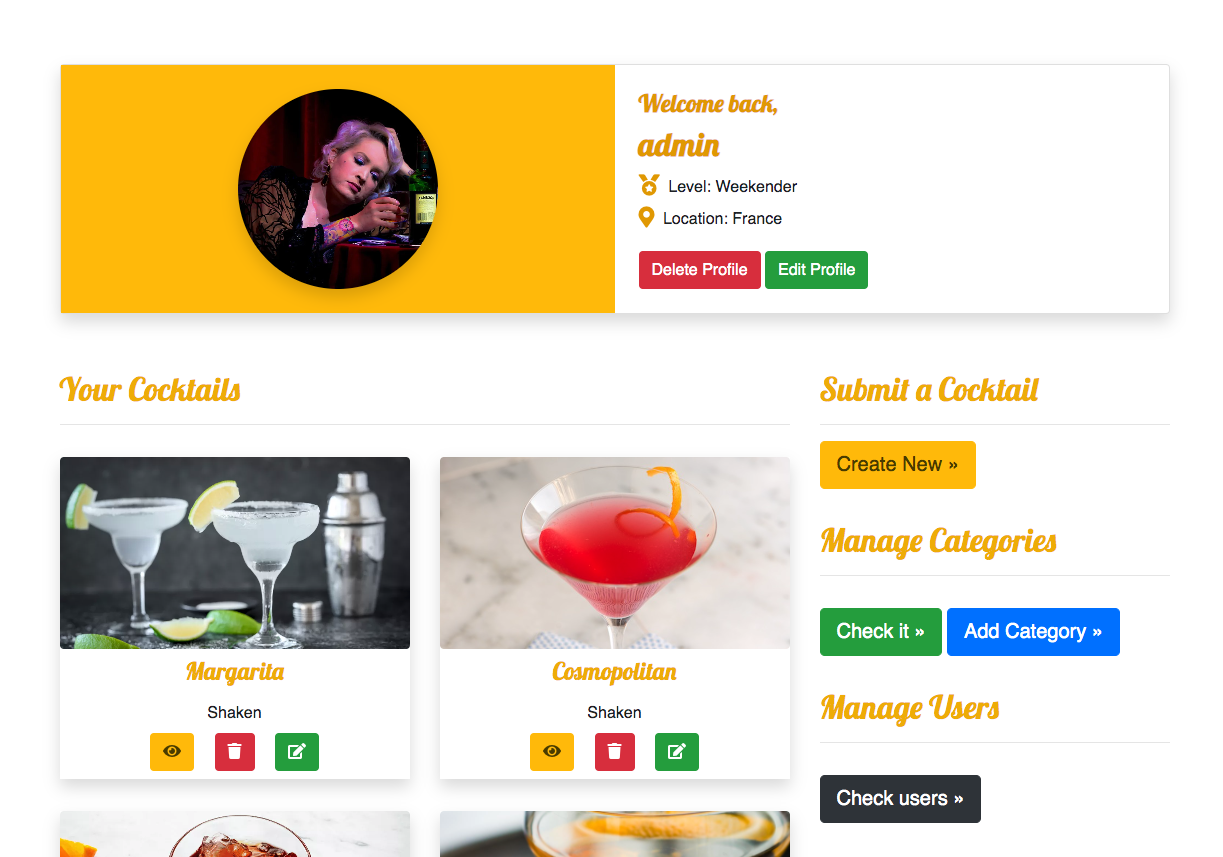 Welcome back,
admin
Level: Weekender
Location: France
Delete Profile
Edit Profile
Your Cocktails
Margarita
Shaken
Cosmopolitan
Shaken
Submit a Cocktail
Create New »
Manage Categories
Check it »
Add Category »
Manage Users
Check users »